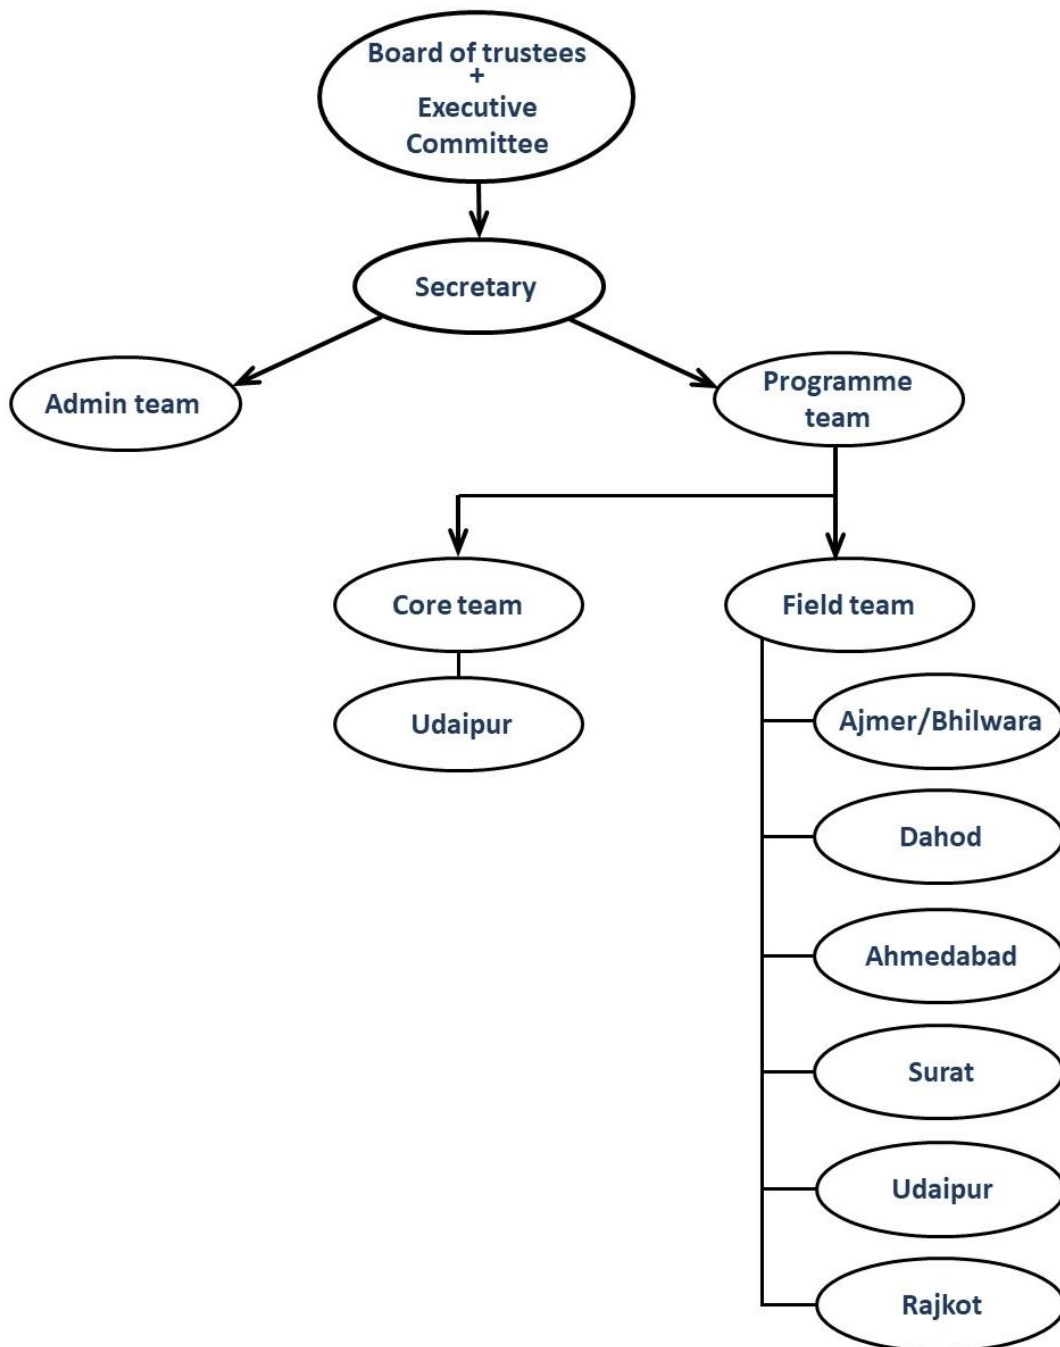 Board of trustees
+
Executive
Committee
Secretary
Admin team
Programme
team
Core team
Field team
Udaipur
Ajmer/Bhilwara
Dahod
Ahmedabad
Surat
Udaipur
Rajkot